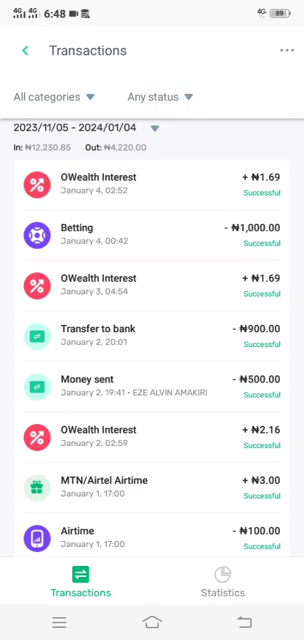 4G 4G 6:48 4G 89
Transactions
All categories Any status
2023/11/05 - 2024/01/04
In: ₦12,230.85 Out: ₦4,220.00
OWealth Interest + ₦1.69
January 4, 02:52 Successful
Betting - ₦1,000.00
January 4, 00:42 Successful
OWealth Interest + ₦1.69
January 3, 04:54 Successful
Transfer to bank - ₦900.00
January 2, 20:01 Successful
Money sent - ₦500.00
January 2, 19:41 • EZE ALVIN AMAKIRI Successful
OWealth Interest + ₦2.16
January 2, 02:59 Successful
MTN/Airtel Airtime + ₦3.00
January 1, 17:00 Successful
Airtime - ₦100.00
January 1, 17:00 Successful
Transactions Statistics